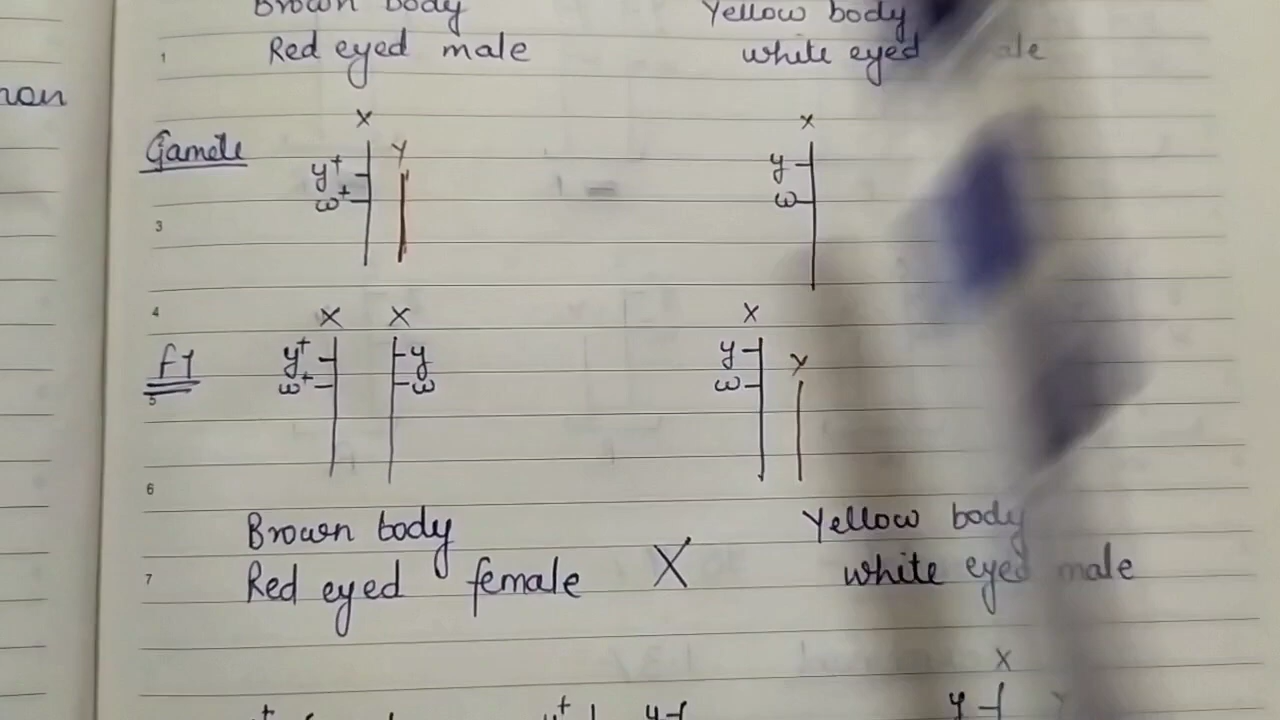 Brown body
Yellow body
Red eyed male
white eyed
Gamete
X
Y
y+
w+
X
y
w
F1
X X
y+ y
w+ w
X
Y
y
w
Brown body
Red eyed female
X
Yellow body
white eyed male
X
y